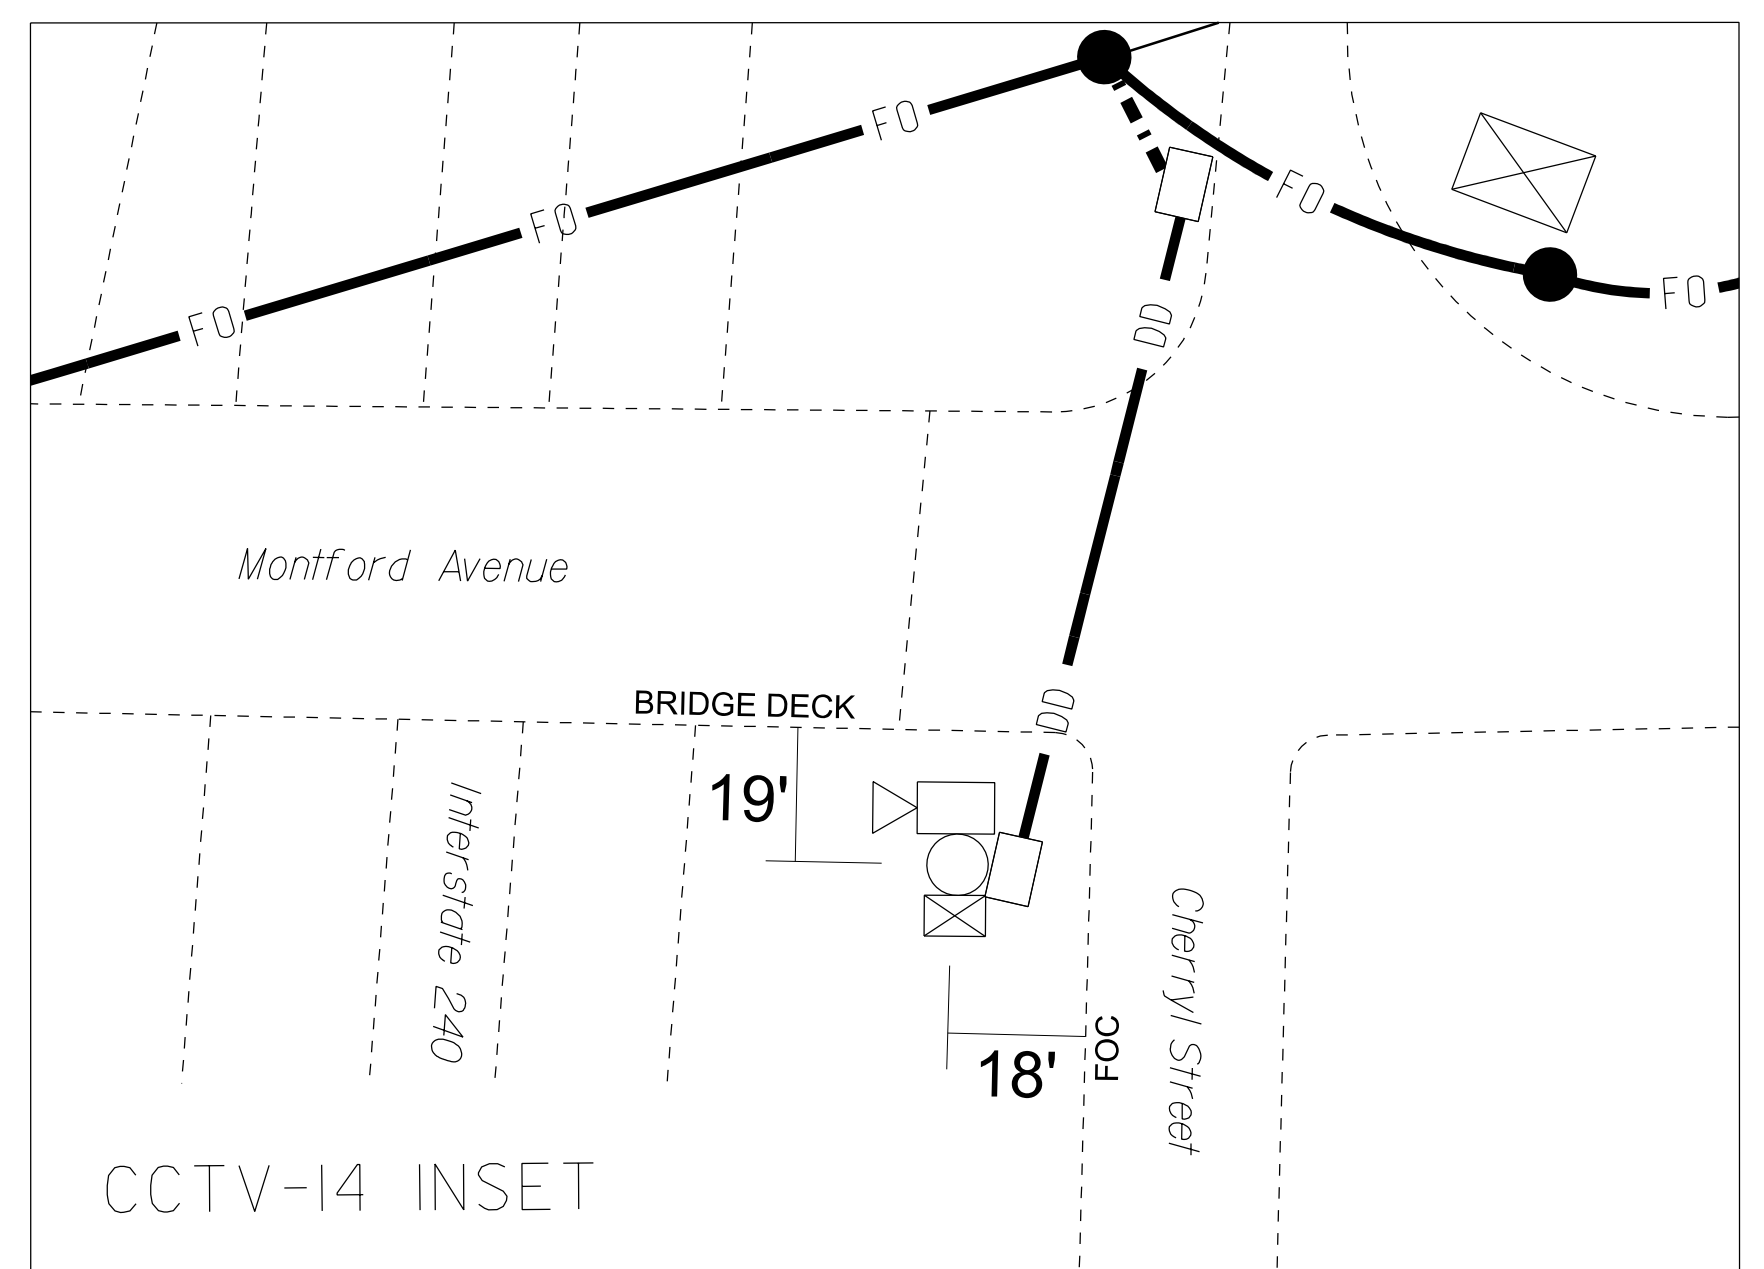 FO
FO
FO
FO
FO
DD
Montford Avenue
DD
BRIDGE DECK
19'
Interstate 240
Cherryl Street
FOC
18'
CCTV-14 INSET